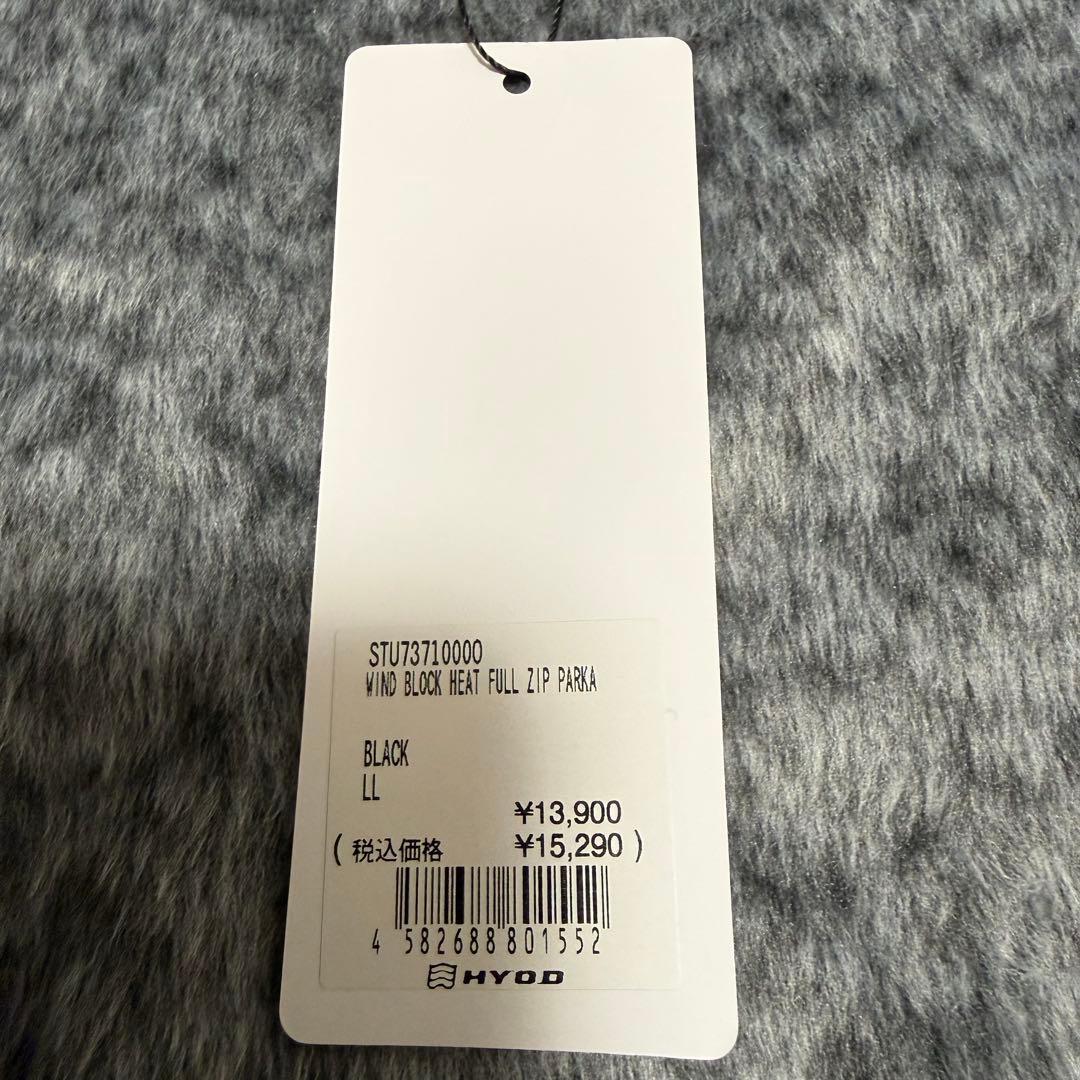 STU7371000O
WIND BLOCK HEAT FULL ZIP PARKA
BLACK
LL
¥13,900
( 税込価格 ¥15,290 )
4 582688 801552
HYOD